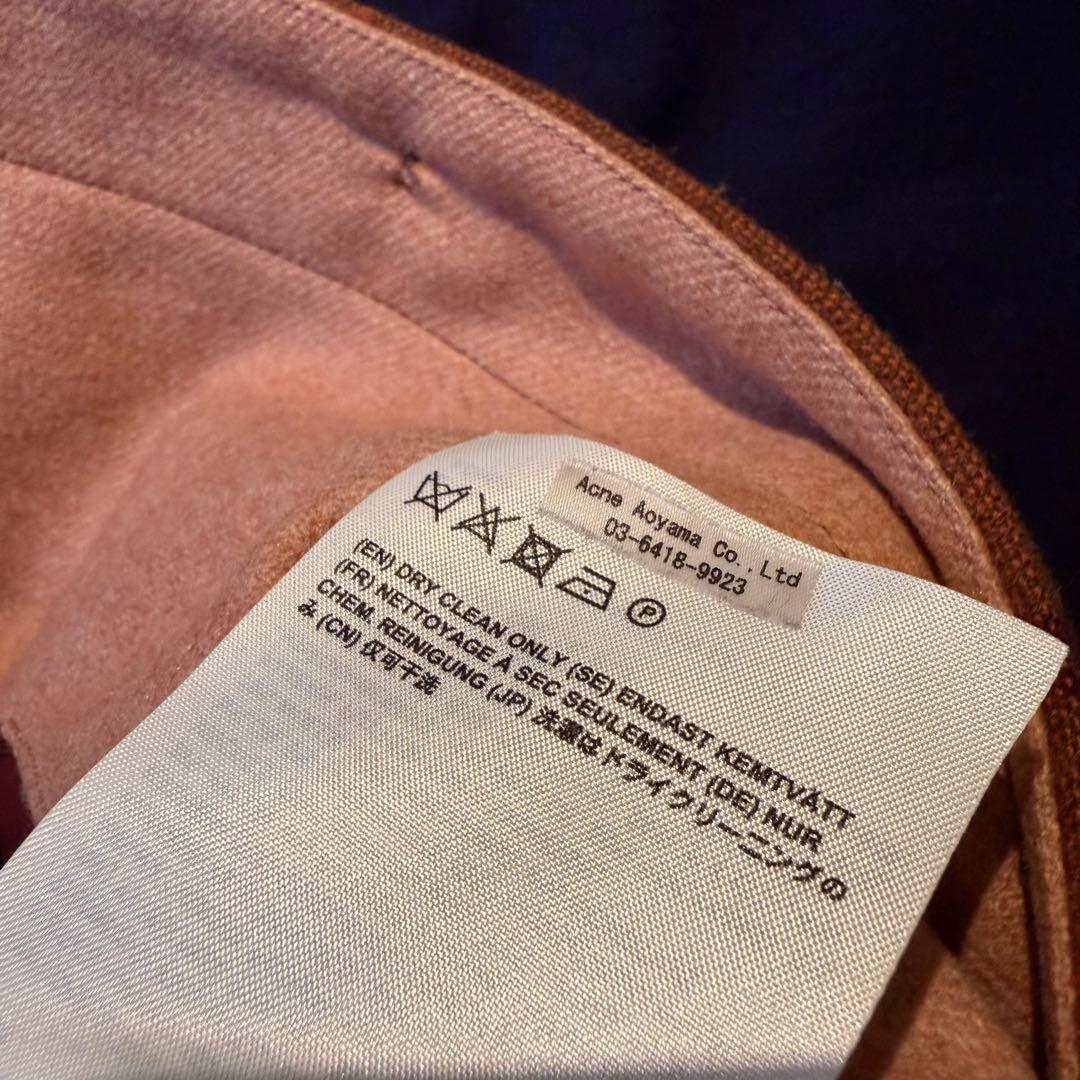 Acne Aoyama Co.,Ltd
03-6418-9923
P
(EN) DRY CLEAN ONLY (SE) ENDAST KEMTVÄTT
(FR) NETTOYAGE À SEC SEULEMENT (DE) NUR
CHEM. REINIGUNG (JP) 洗濯はドライクリーニングの
み (CN) 仅可干洗